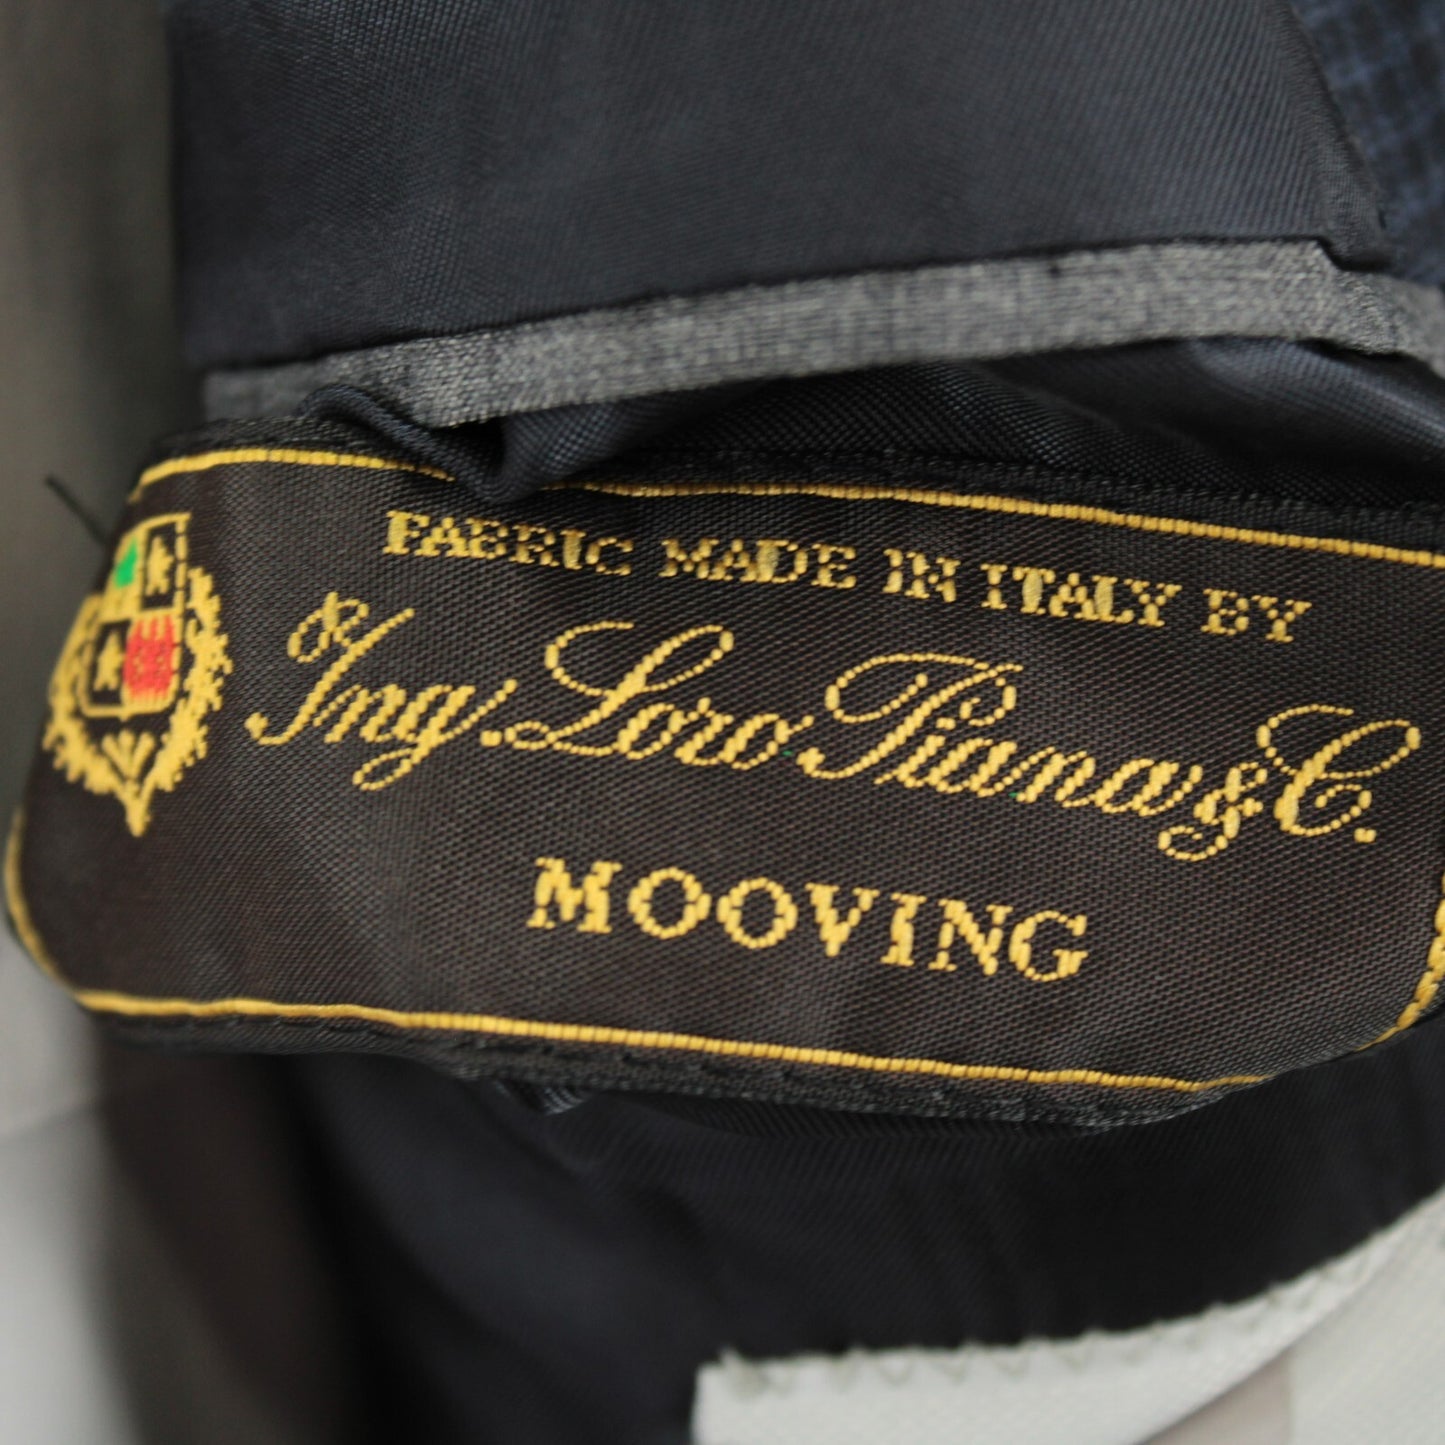 FABRIC MADE IN ITALY BY
Ing. Loro Piana & C.
MOOVING